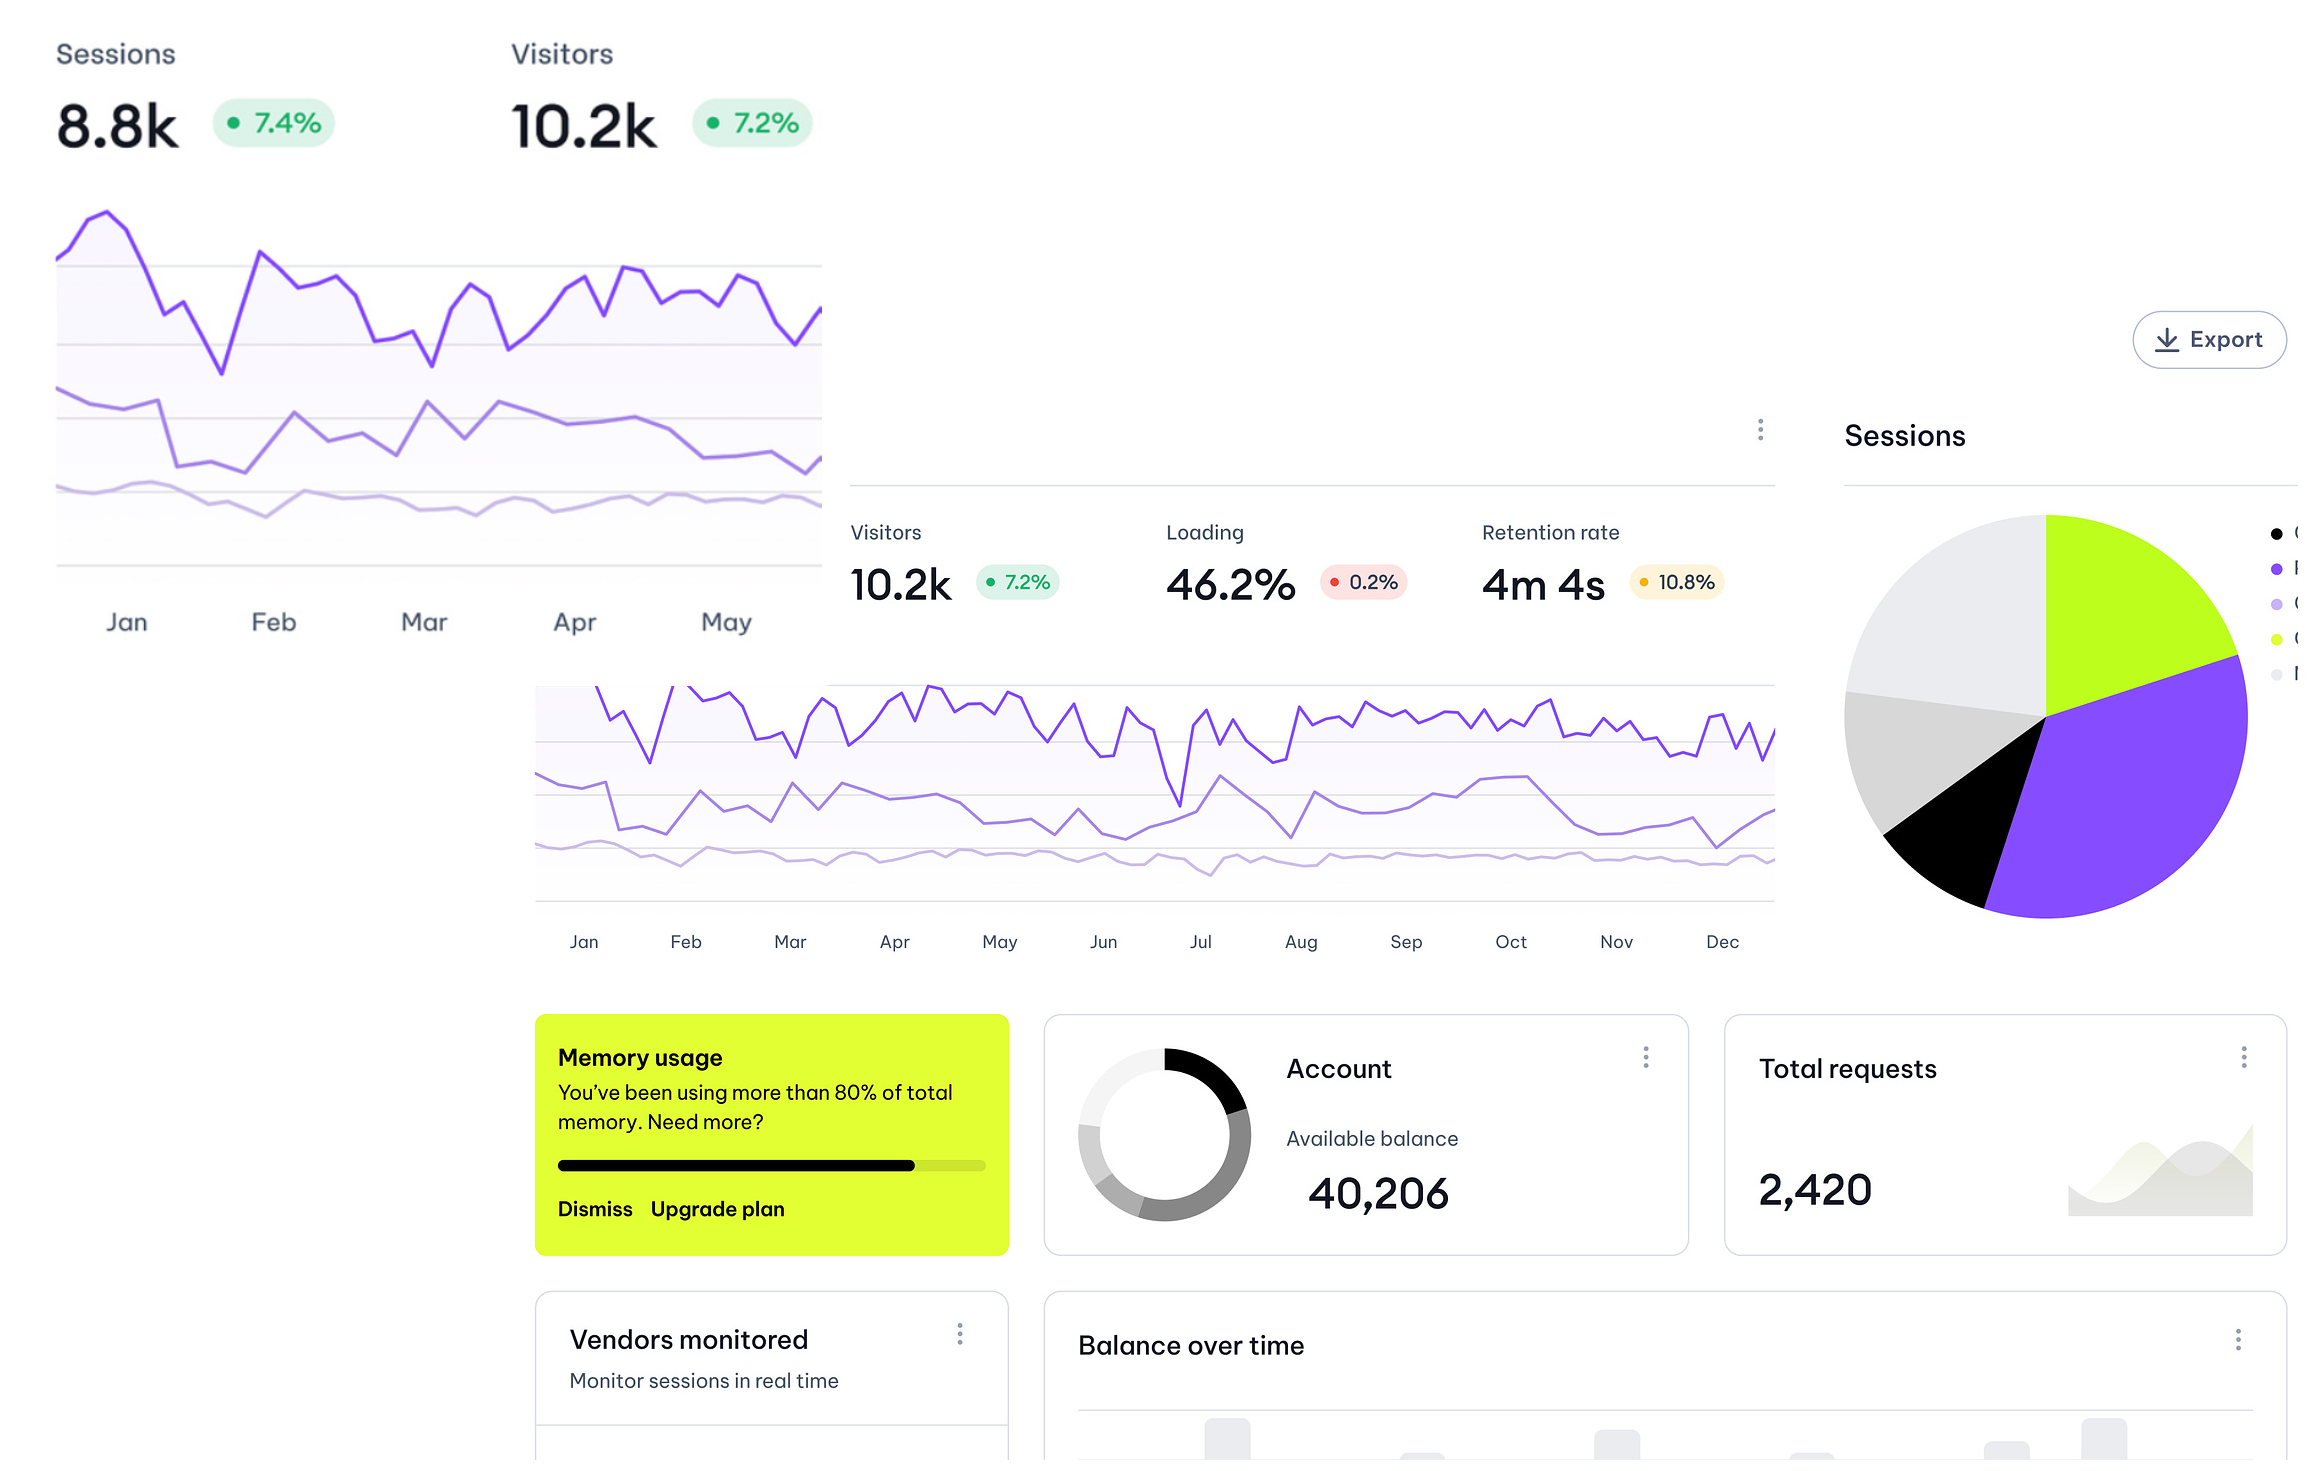 Sessions
8.8k
7.4%
Visitors
10.2k
7.2%
Jan
Feb
Mar
Apr
May
Export
Visitors
10.2k
7.2%
Loading
46.2%
0.2%
Retention rate
4m 4s
10.8%
Jan
Feb
Mar
Apr
May
Jun
Jul
Aug
Sep
Oct
Nov
Dec
Sessions
Memory usage
You’ve been using more than 80% of total
memory. Need more?
Dismiss
Upgrade plan
Account
Available balance
40,206
Total requests
2,420
Vendors monitored
Monitor sessions in real time
Balance over time